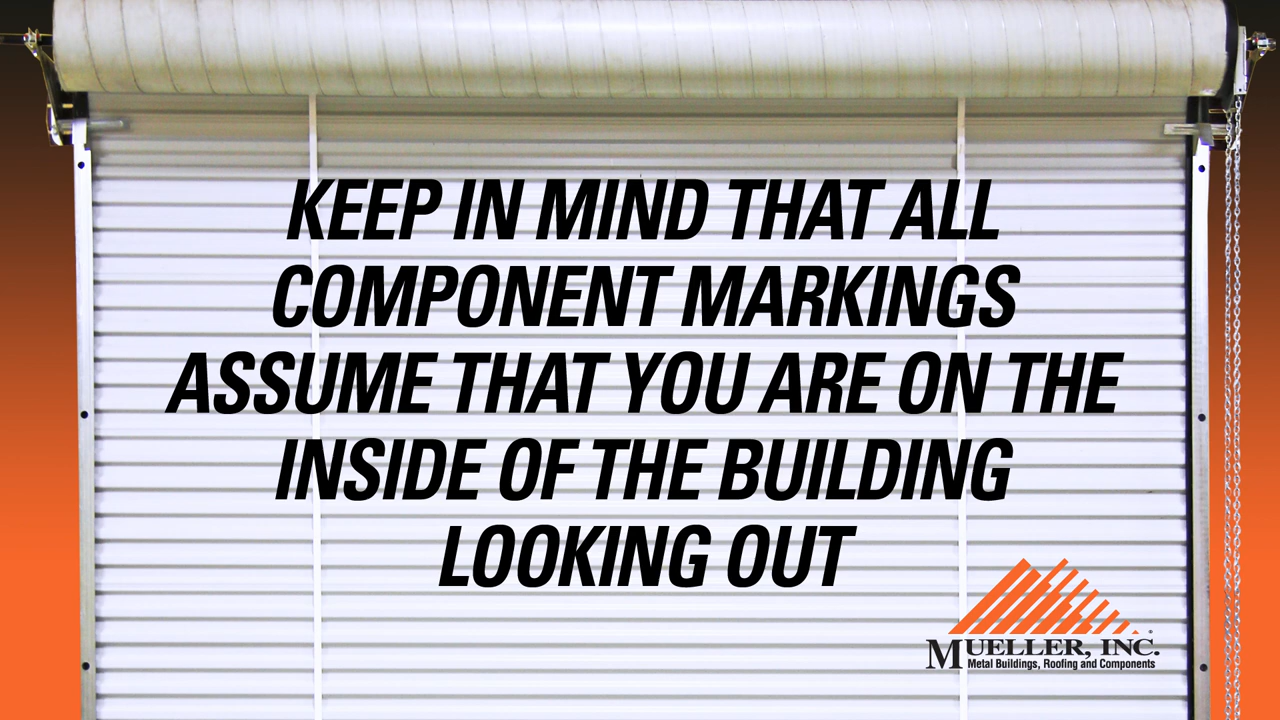 KEEP IN MIND THAT ALL
COMPONENT MARKINGS
ASSUME THAT YOU ARE ON THE
INSIDE OF THE BUILDING
LOOKING OUT
MUELLER, INC.
Metal Buildings, Roofing and Components